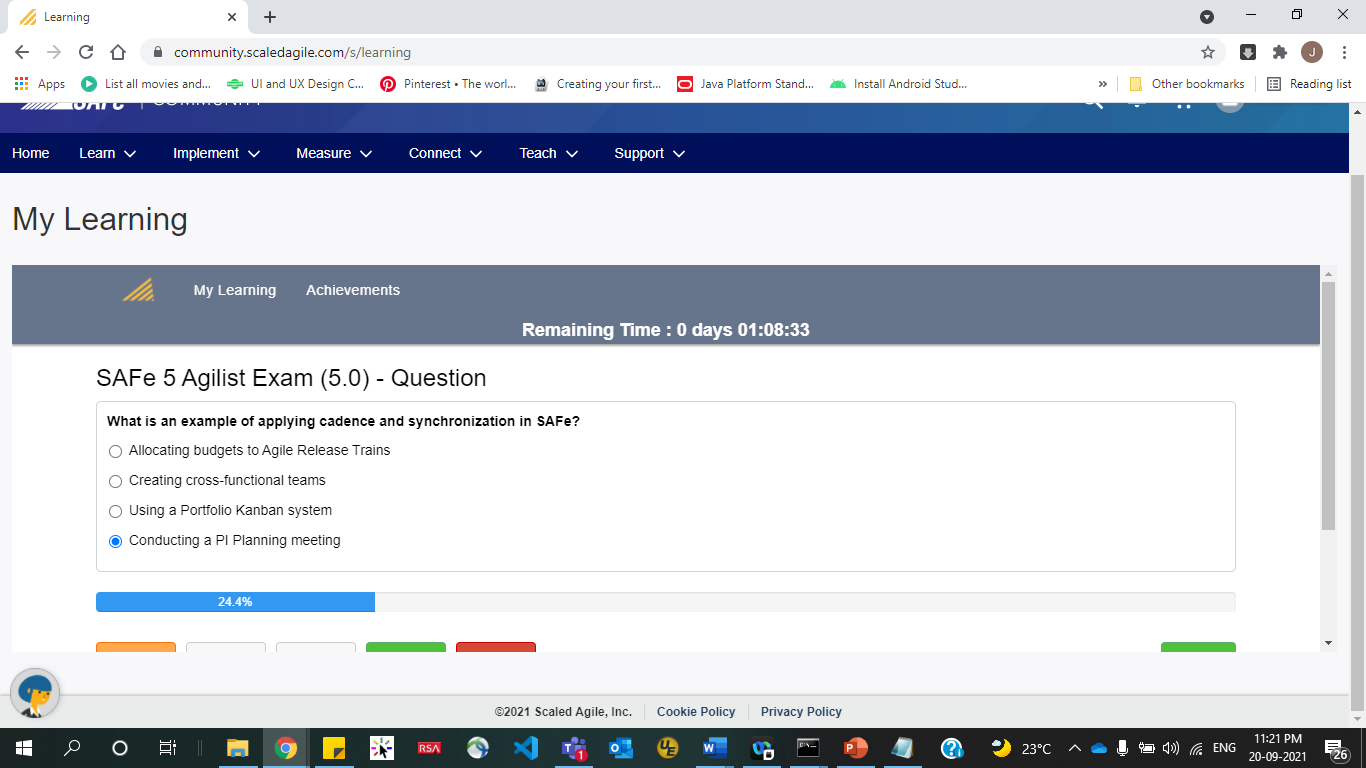 Learning
community.scaledagile.com/s/learning
J
Apps List all movies and... UI and UX Design C... Pinterest • The worl... Creating your first... Java Platform Stand... Install Android Stud... » Other bookmarks Reading list
SAFe COMMUNITY
Home Learn Implement Measure Connect Teach Support
My Learning
My Learning Achievements
Remaining Time : 0 days 01:08:33
SAFe 5 Agilist Exam (5.0) - Question
What is an example of applying cadence and synchronization in SAFe?
Allocating budgets to Agile Release Trains
Creating cross-functional teams
Using a Portfolio Kanban system
Conducting a PI Planning meeting
24.4%
©2021 Scaled Agile, Inc. Cookie Policy Privacy Policy
RSA 1 UE W P 23°C ENG 11:21 PM 26
20-09-2021